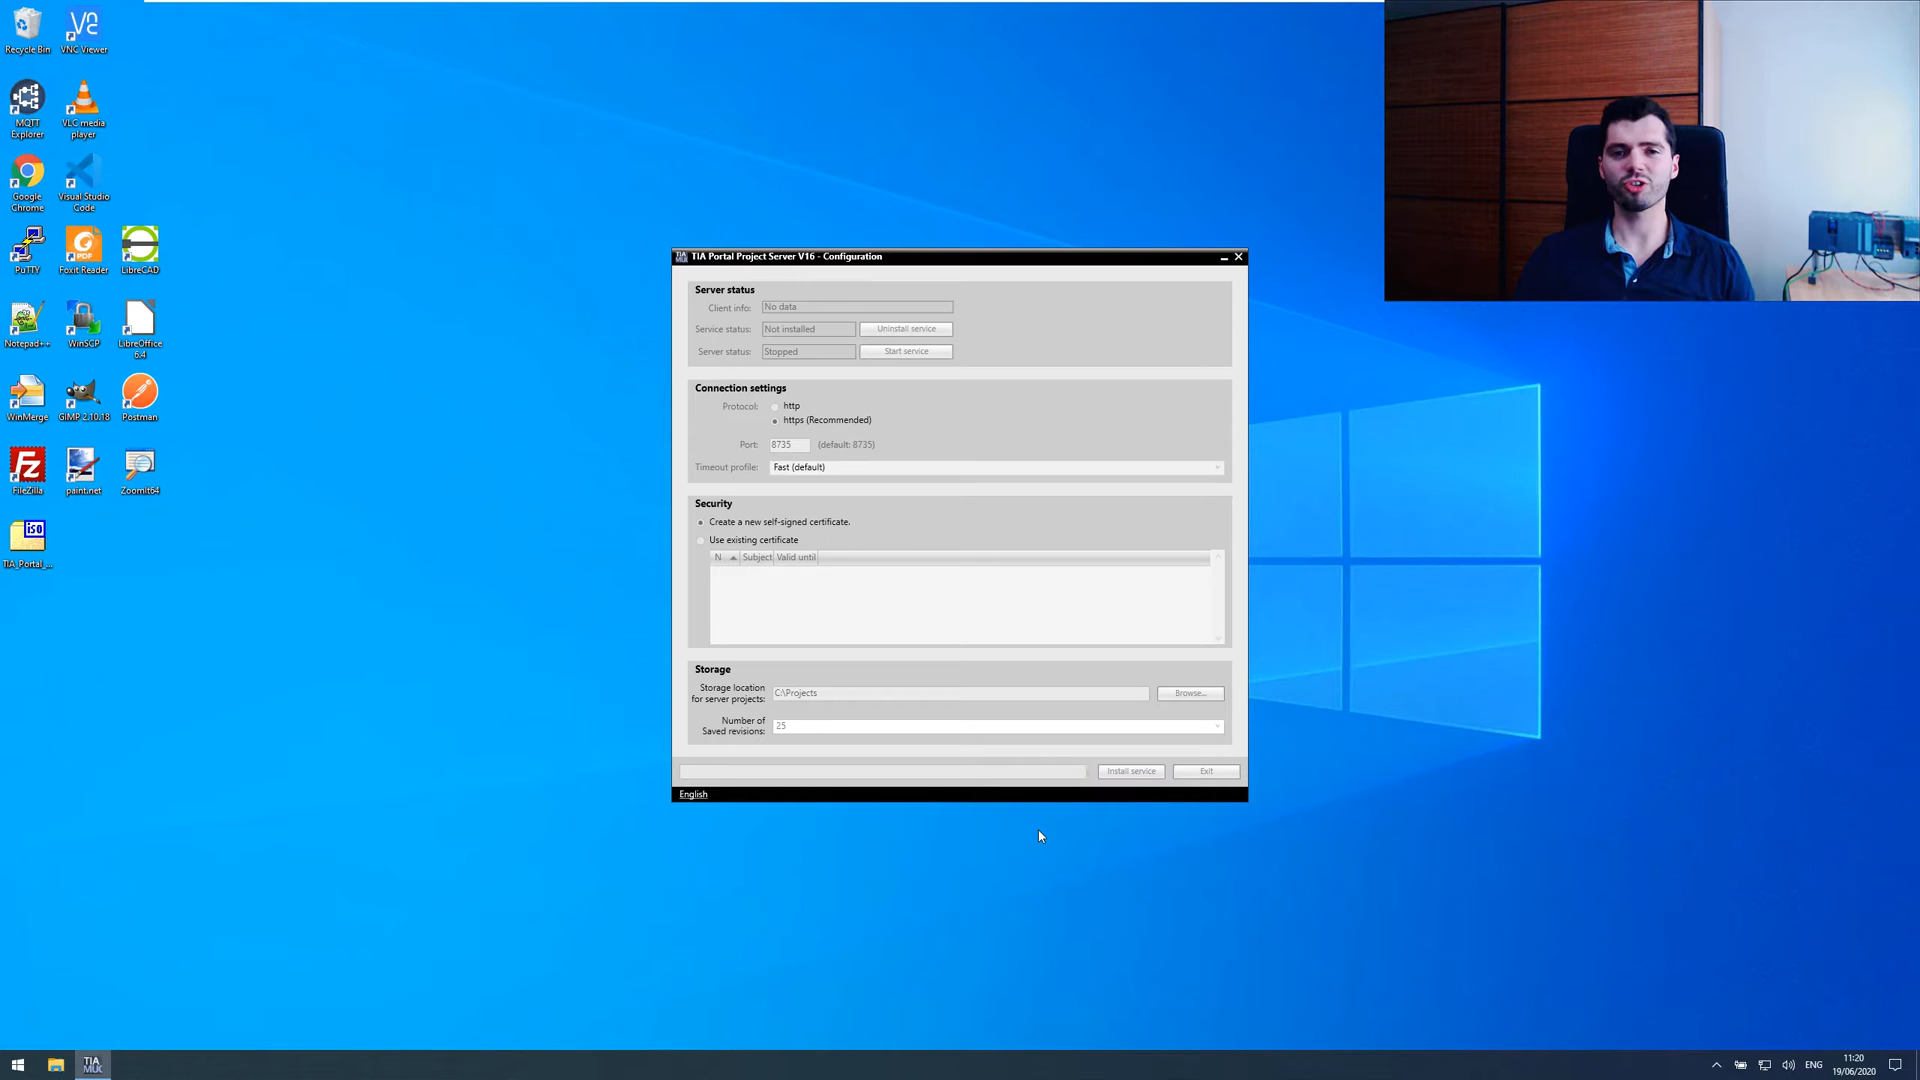 Recycle Bin
VNC Viewer
MQTT
Explorer
VLC media
player
Google
Chrome
Visual Studio
Code
PuTTY
Foxit Reader
LibreCAD
Notepad++
WinSCP
LibreOffice
6.4
WinMerge
GIMP 2.10.18
Postman
FileZilla
paint.net
ZoomIt64
ISO
TIA_Portal_...
TIA Portal Project Server V16 - Configuration
Server status
Client info: No data
Service status: Not installed Uninstall service
Server status: Stopped Start service
Connection settings
Protocol: http
https (Recommended)
Port: 8735 (default: 8735)
Timeout profile: Fast (default)
Security
Create a new self-signed certificate.
Use existing certificate
N Subject Valid until
Storage
Storage location
for server projects: C:\Projects Browse...
Number of
Saved revisions: 25
Install service Exit
English
TIA
MUK
ENG
11:20
19/06/2020